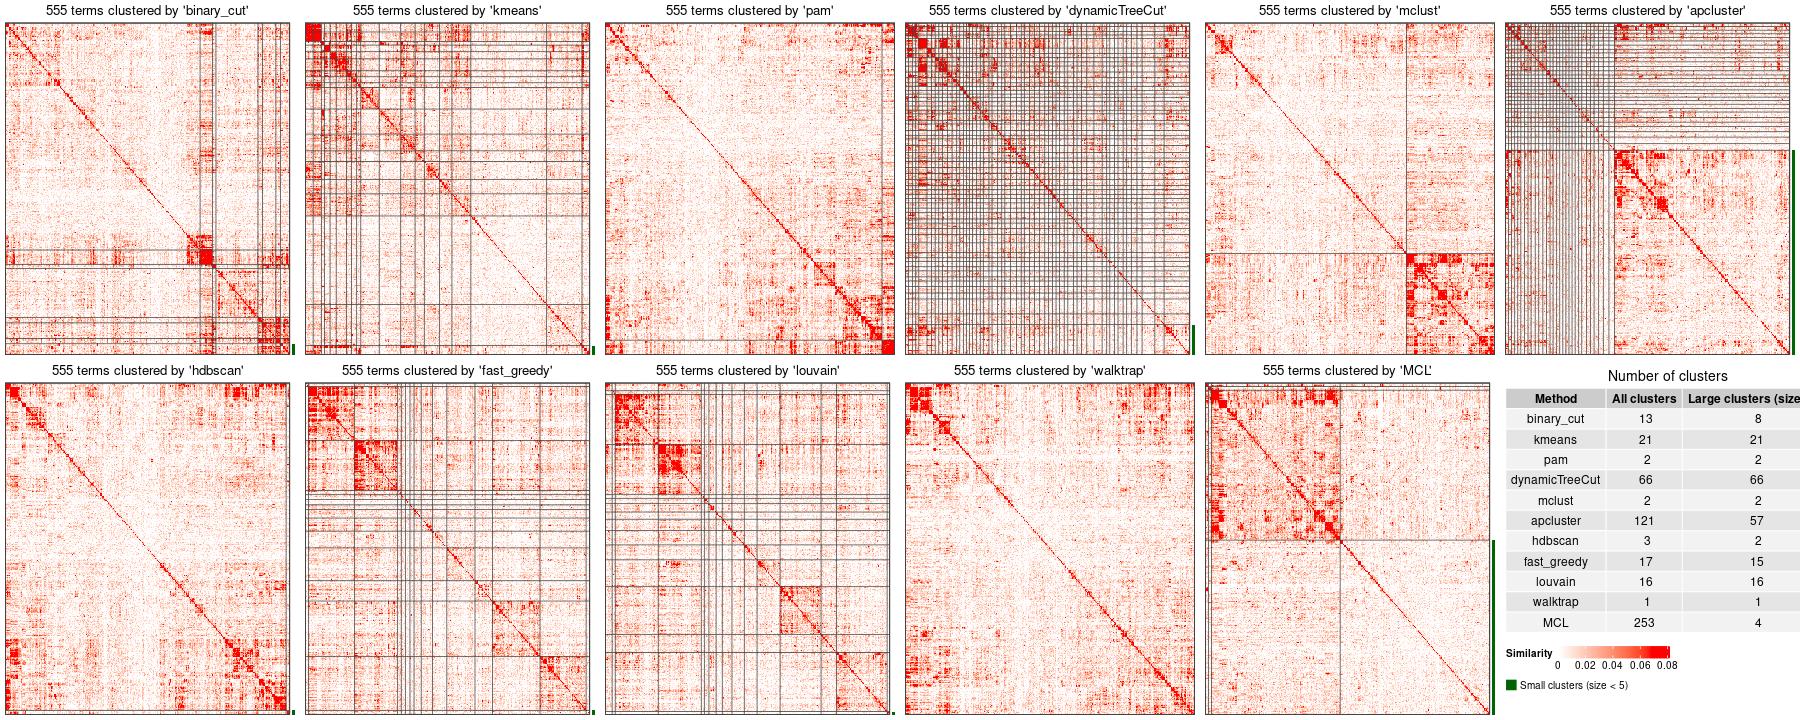 555 terms clustered by 'binary_cut'
555 terms clustered by 'kmeans'
555 terms clustered by 'pam'
555 terms clustered by 'dynamicTreeCut'
555 terms clustered by 'mclust'
555 terms clustered by 'apcluster'
555 terms clustered by 'hdbscan'
555 terms clustered by 'fast_greedy'
555 terms clustered by 'louvain'
555 terms clustered by 'walktrap'
555 terms clustered by 'MCL'
Number of clusters
Method All clusters Large clusters (size
binary_cut 13 8
kmeans 21 21
pam 2 2
dynamicTreeCut 66 66
mclust 2 2
apcluster 121 57
hdbscan 3 2
fast_greedy 17 15
louvain 16 16
walktrap 1 1
MCL 253 4
Similarity
0 0.02 0.04 0.06 0.08
Small clusters (size < 5)